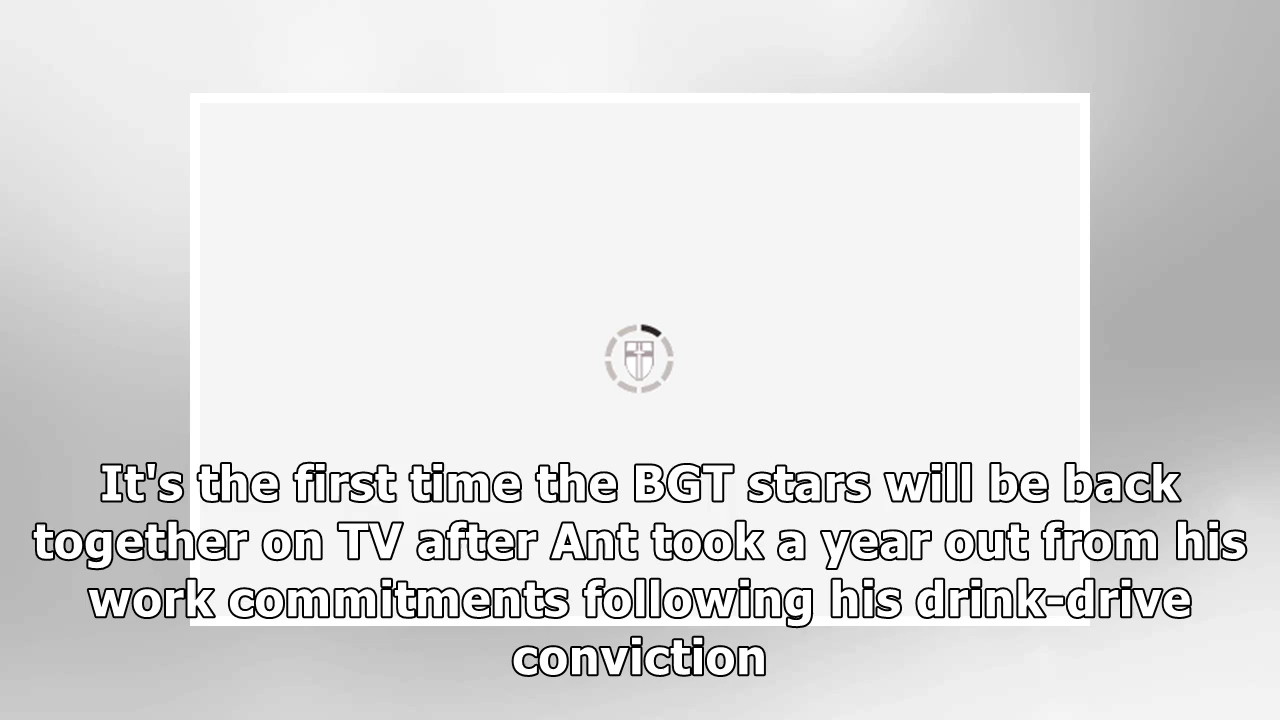 It's the first time the BGT stars will be back
together on TV after Ant took a year out from his
work commitments following his drink-drive
conviction